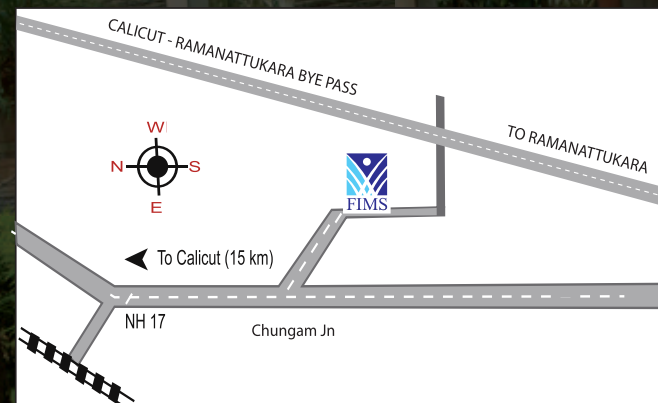 CALICUT - RAMANATTUKARA BYE PASS
TO RAMANATTUKARA
W
N S
E
FIMS
To Calicut (15 km)
NH 17
Chungam Jn